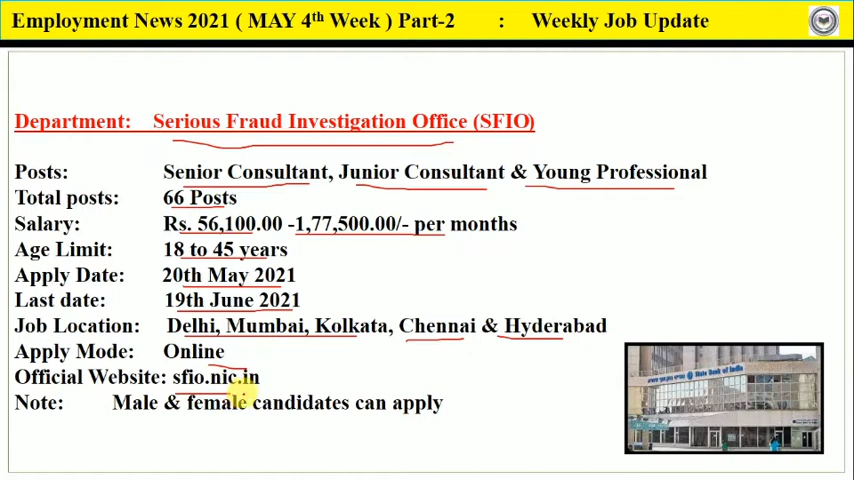 Employment News 2021 ( MAY 4th Week ) Part-2 : Weekly Job Update
Department: Serious Fraud Investigation Office (SFIO)
Posts: Senior Consultant, Junior Consultant & Young Professional
Total posts: 66 Posts
Salary: Rs. 56,100.00 -1,77,500.00/- per months
Age Limit: 18 to 45 years
Apply Date: 20th May 2021
Last date: 19th June 2021
Job Location: Delhi, Mumbai, Kolkata, Chennai & Hyderabad
Apply Mode: Online
Official Website: sfio.nic.in
Note: Male & female candidates can apply
State Bank of India